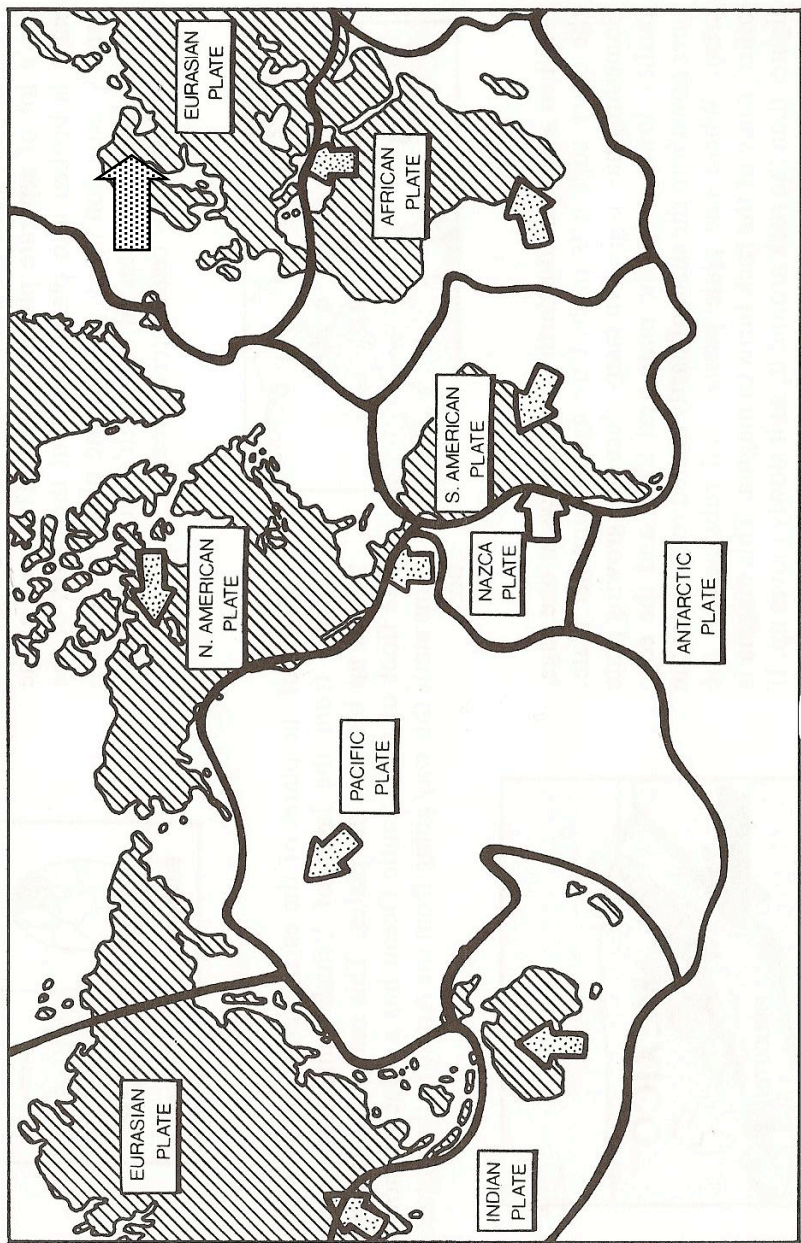 EURASIAN
PLATE
INDIAN
PLATE
PACIFIC
PLATE
N. AMERICAN
PLATE
NAZCA
PLATE
ANTARCTIC
PLATE
S. AMERICAN
PLATE
AFRICAN
PLATE
EURASIAN
PLATE